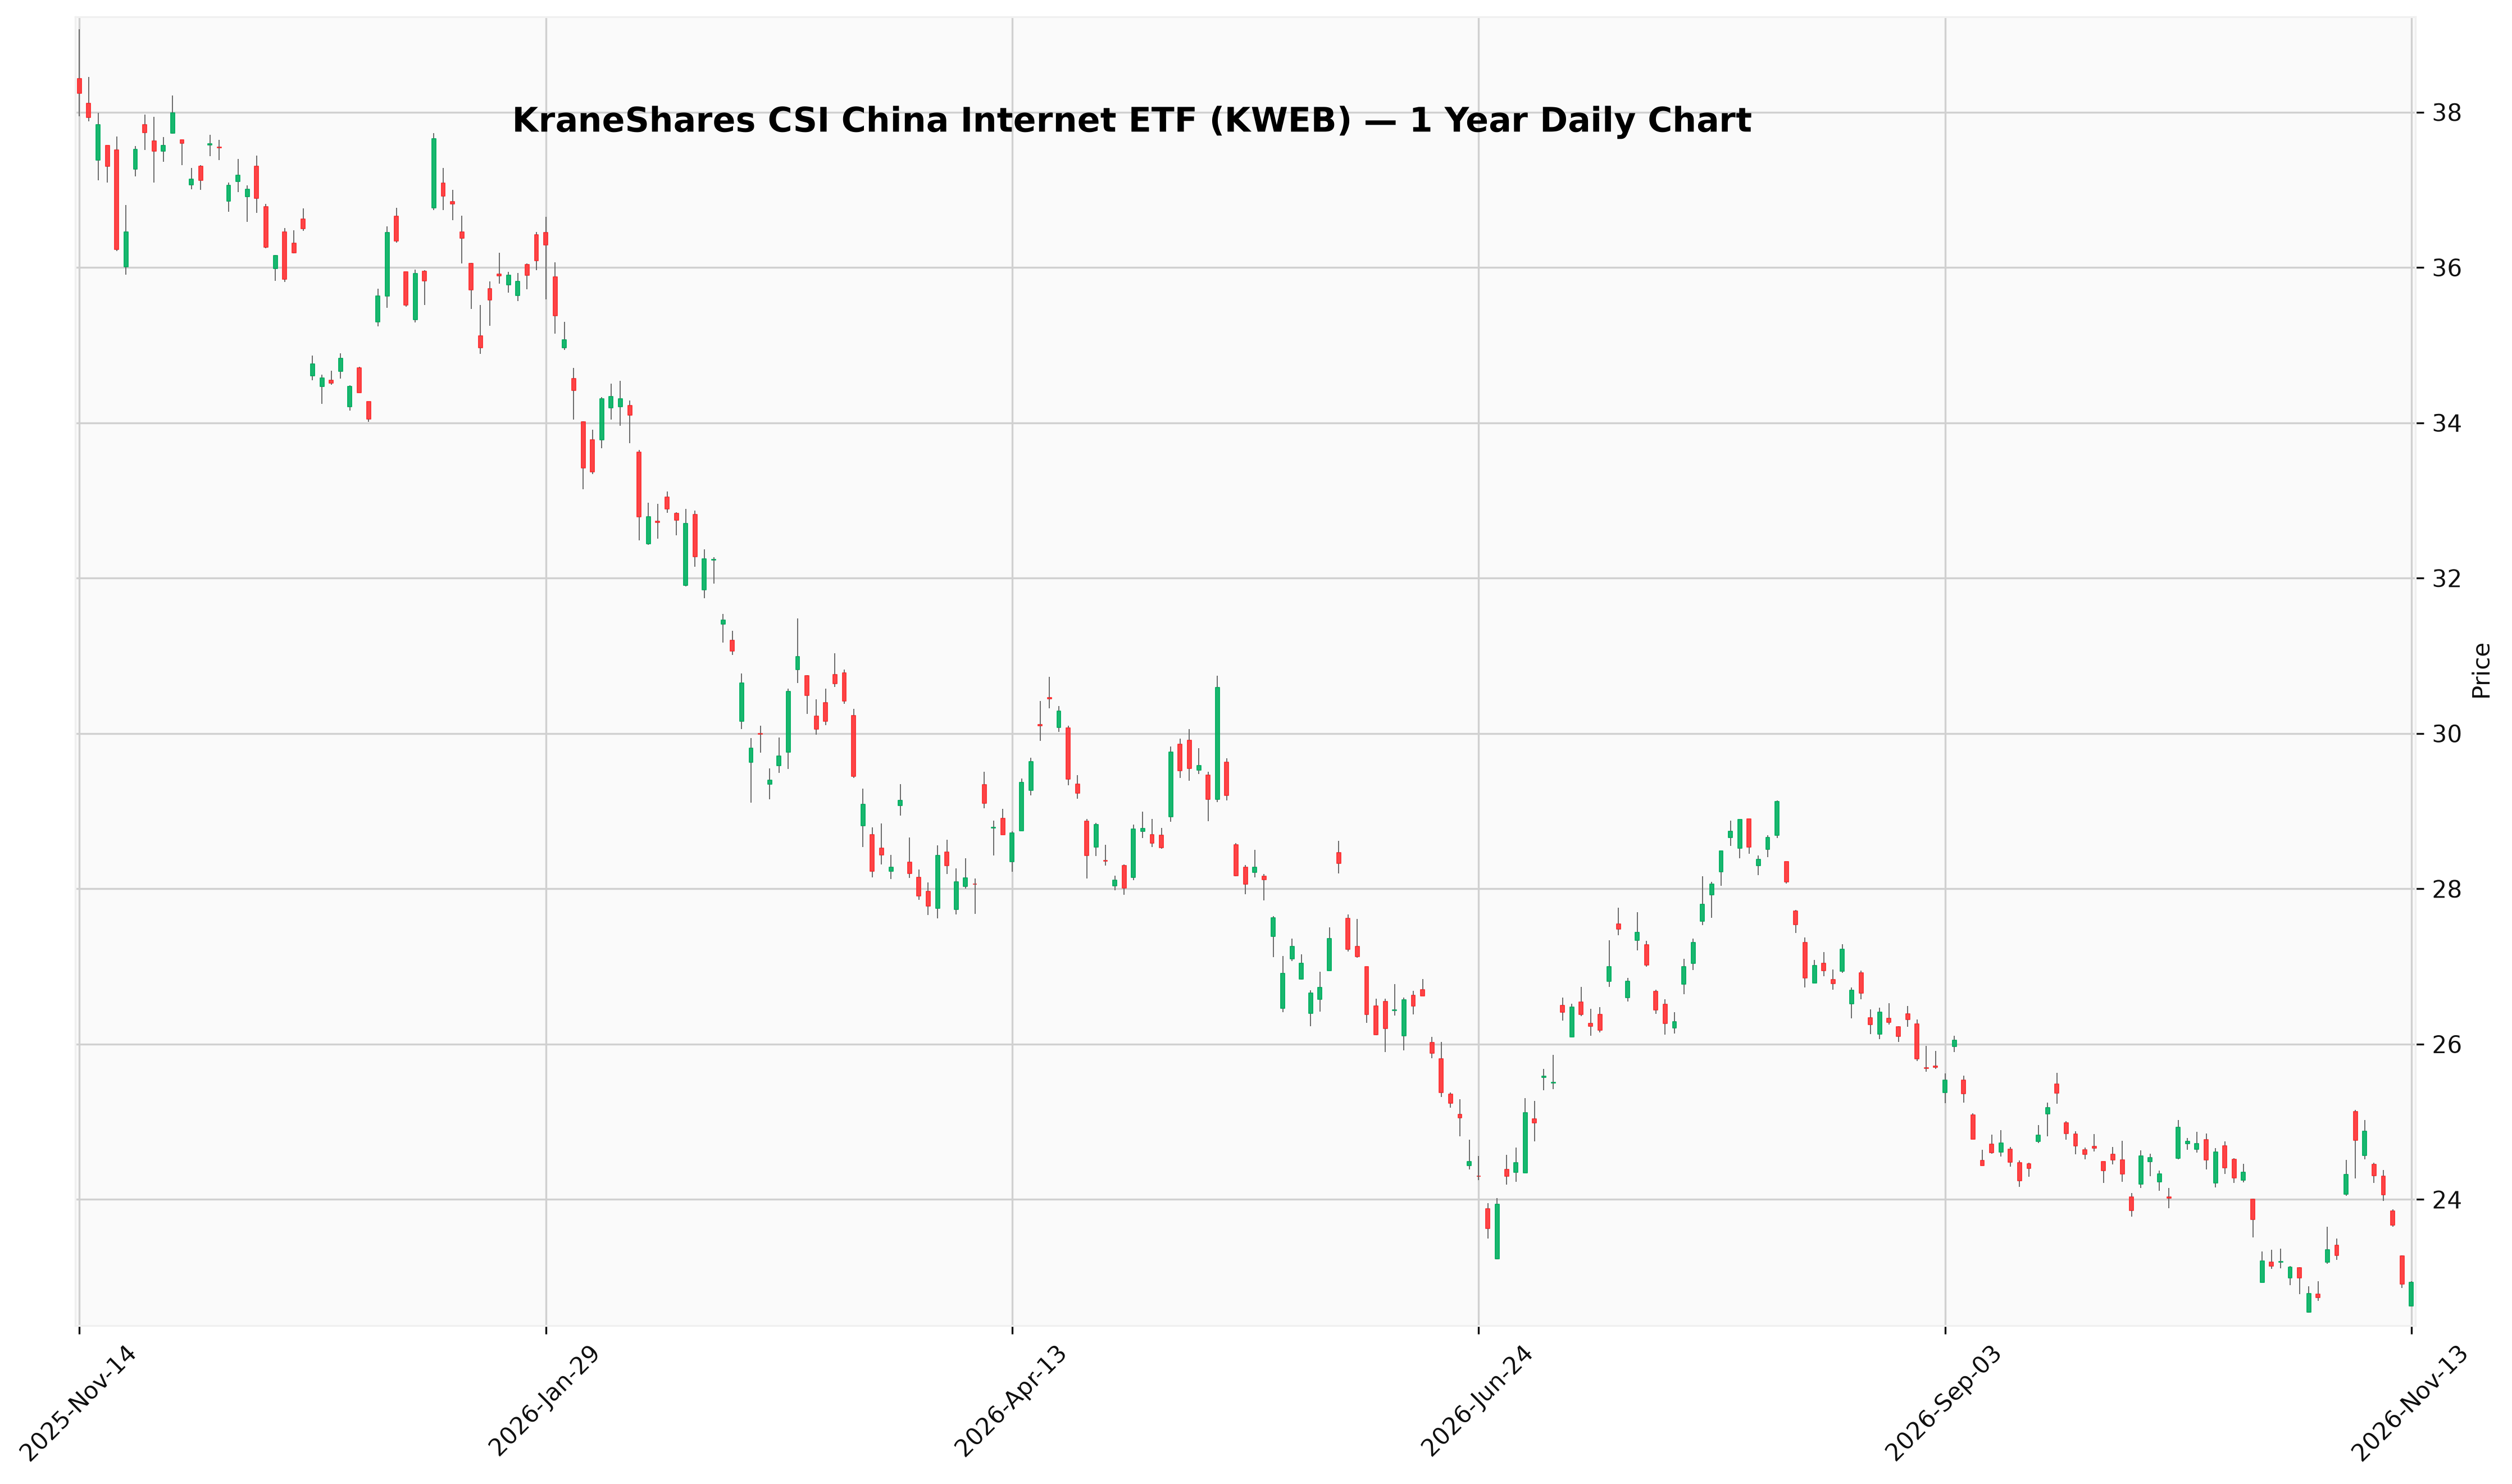 KraneShares CSI China Internet ETF (KWEB) — 1 Year Daily Chart
38
36
34
32
30
28
26
24
Price
2025-Nov-14
2026-Jan-29
2026-Apr-13
2026-Jun-24
2026-Sep-03
2026-Nov-13